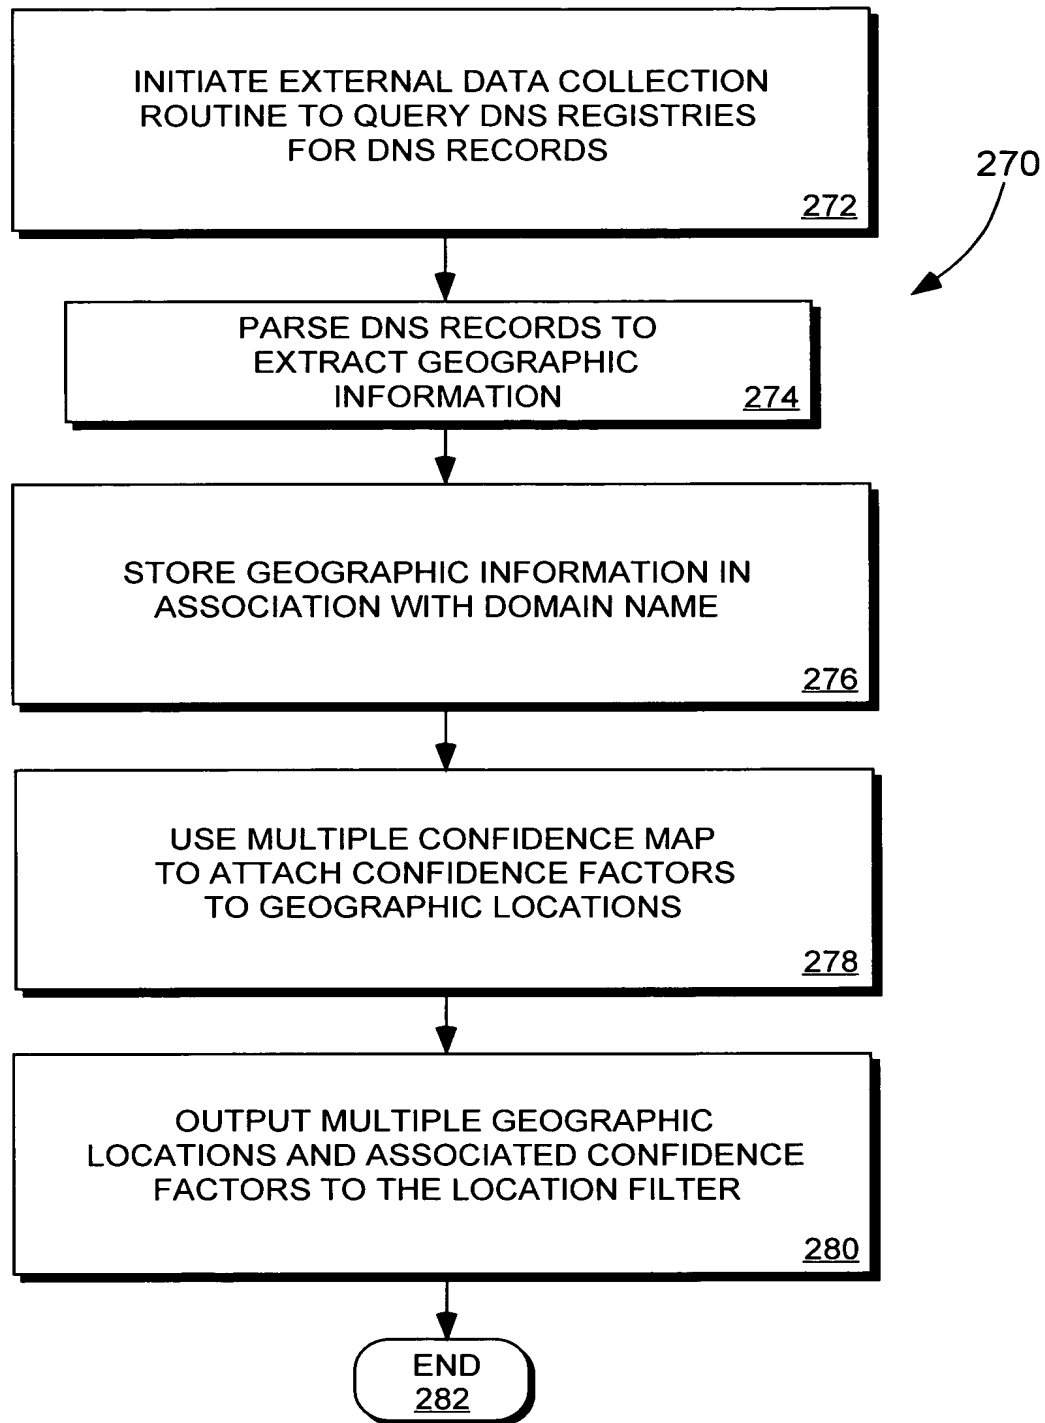 INITIATE EXTERNAL DATA COLLECTION
ROUTINE TO QUERY DNS REGISTRIES
FOR DNS RECORDS
272
270
PARSE DNS RECORDS TO
EXTRACT GEOGRAPHIC
INFORMATION
274
STORE GEOGRAPHIC INFORMATION IN
ASSOCIATION WITH DOMAIN NAME
276
USE MULTIPLE CONFIDENCE MAP
TO ATTACH CONFIDENCE FACTORS
TO GEOGRAPHIC LOCATIONS
278
OUTPUT MULTIPLE GEOGRAPHIC
LOCATIONS AND ASSOCIATED CONFIDENCE
FACTORS TO THE LOCATION FILTER
280
END
282